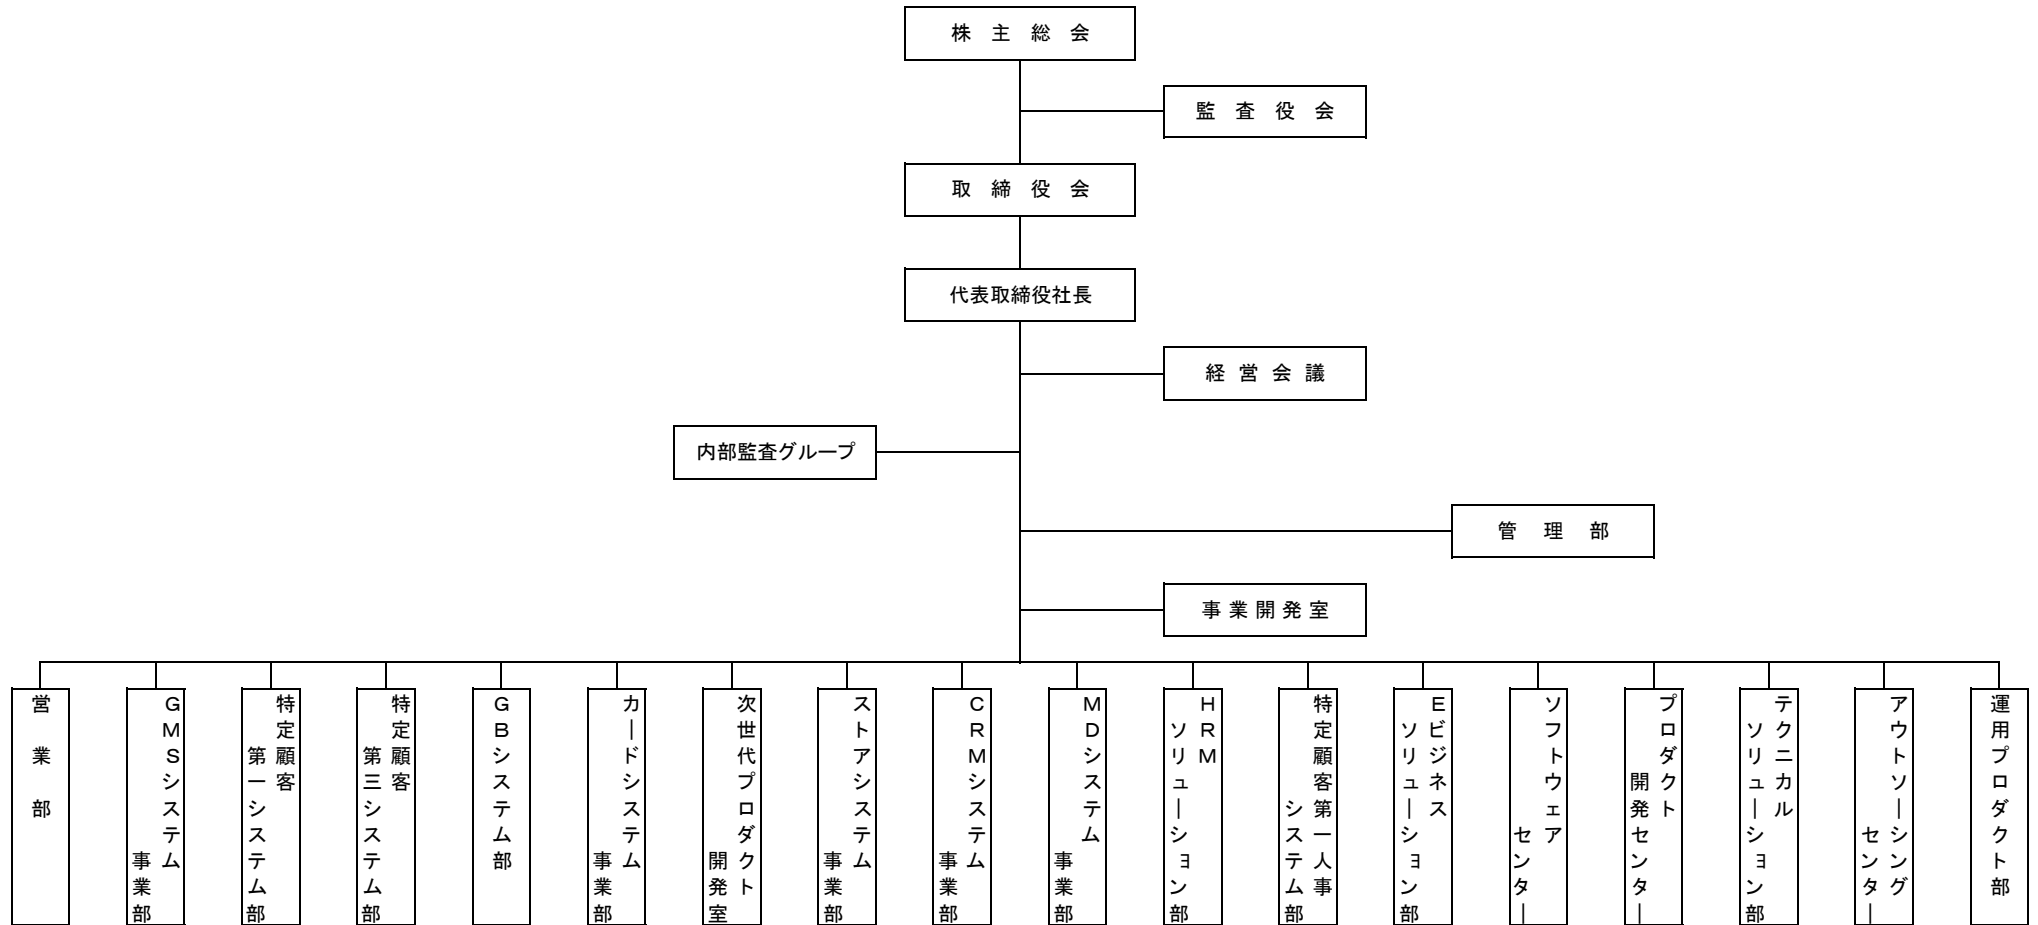 株主総会
監査役会
取締役会
代表取締役社長
経営会議
内部監査グループ
管理部
事業開発室
営業部
GMSシステム
事業部
特定顧客
第一システム部
特定顧客
第三システム部
GBシステム部
カードシステム
事業部
次世代プロダクト
開発室
ストアシステム
事業部
CRMシステム
事業部
MDシステム
事業部
HRM
ソリューション部
特定顧客第一人事
システム部
Eビジネス
ソリューション部
ソフトウェア
センター
プロダクト
開発センター
テクニカル
ソリューション部
アウトソーシング
センター
運用プロダクト部